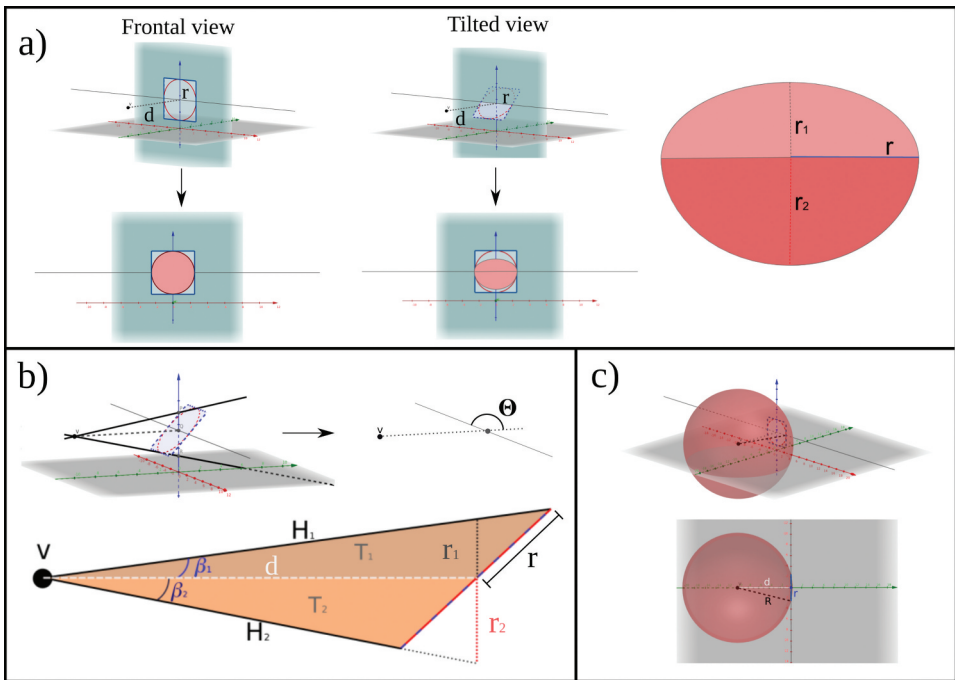 a)
Frontal view
Tilted view
r
d
v
r
d
v
r₁
r
r₂
b)
v
v
Θ
V
H₁
T₁
r₁
r
β₁
d
β₂
T₂
H₂
r₂
c)
d
R
r